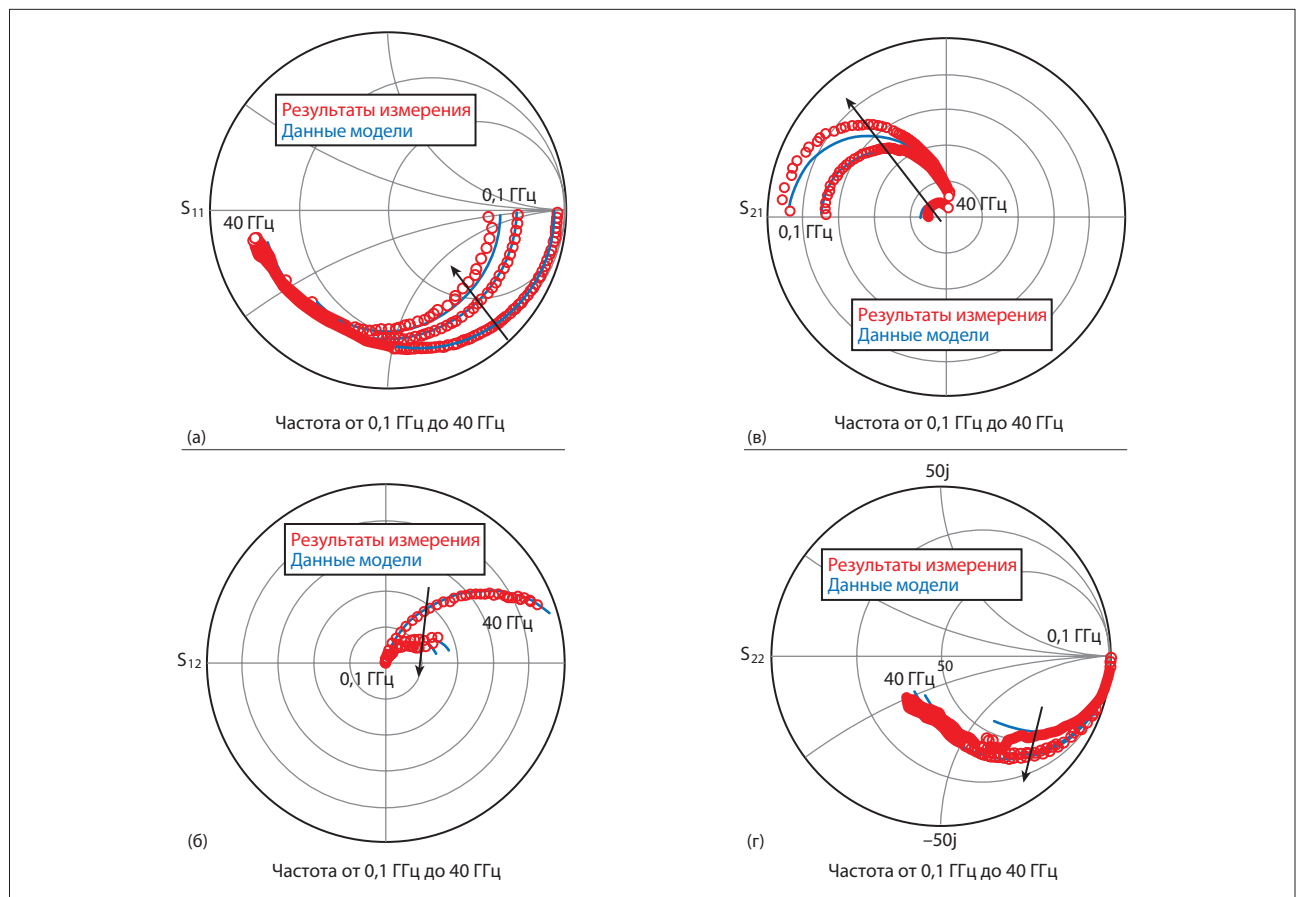 Результаты измерения
Данные модели
0,1 ГГц
S11
40 ГГц
Частота от 0,1 ГГц до 40 ГГц
(а)
S21
40 ГГц
0,1 ГГц
Результаты измерения
Данные модели
Частота от 0,1 ГГц до 40 ГГц
(в)
Результаты измерения
Данные модели
40 ГГц
S12
0,1 ГГц
(б)
Частота от 0,1 ГГц до 40 ГГц
50j
Результаты измерения
Данные модели
0,1 ГГц
S22
50
40 ГГц
(г)
−50j
Частота от 0,1 ГГц до 40 ГГц